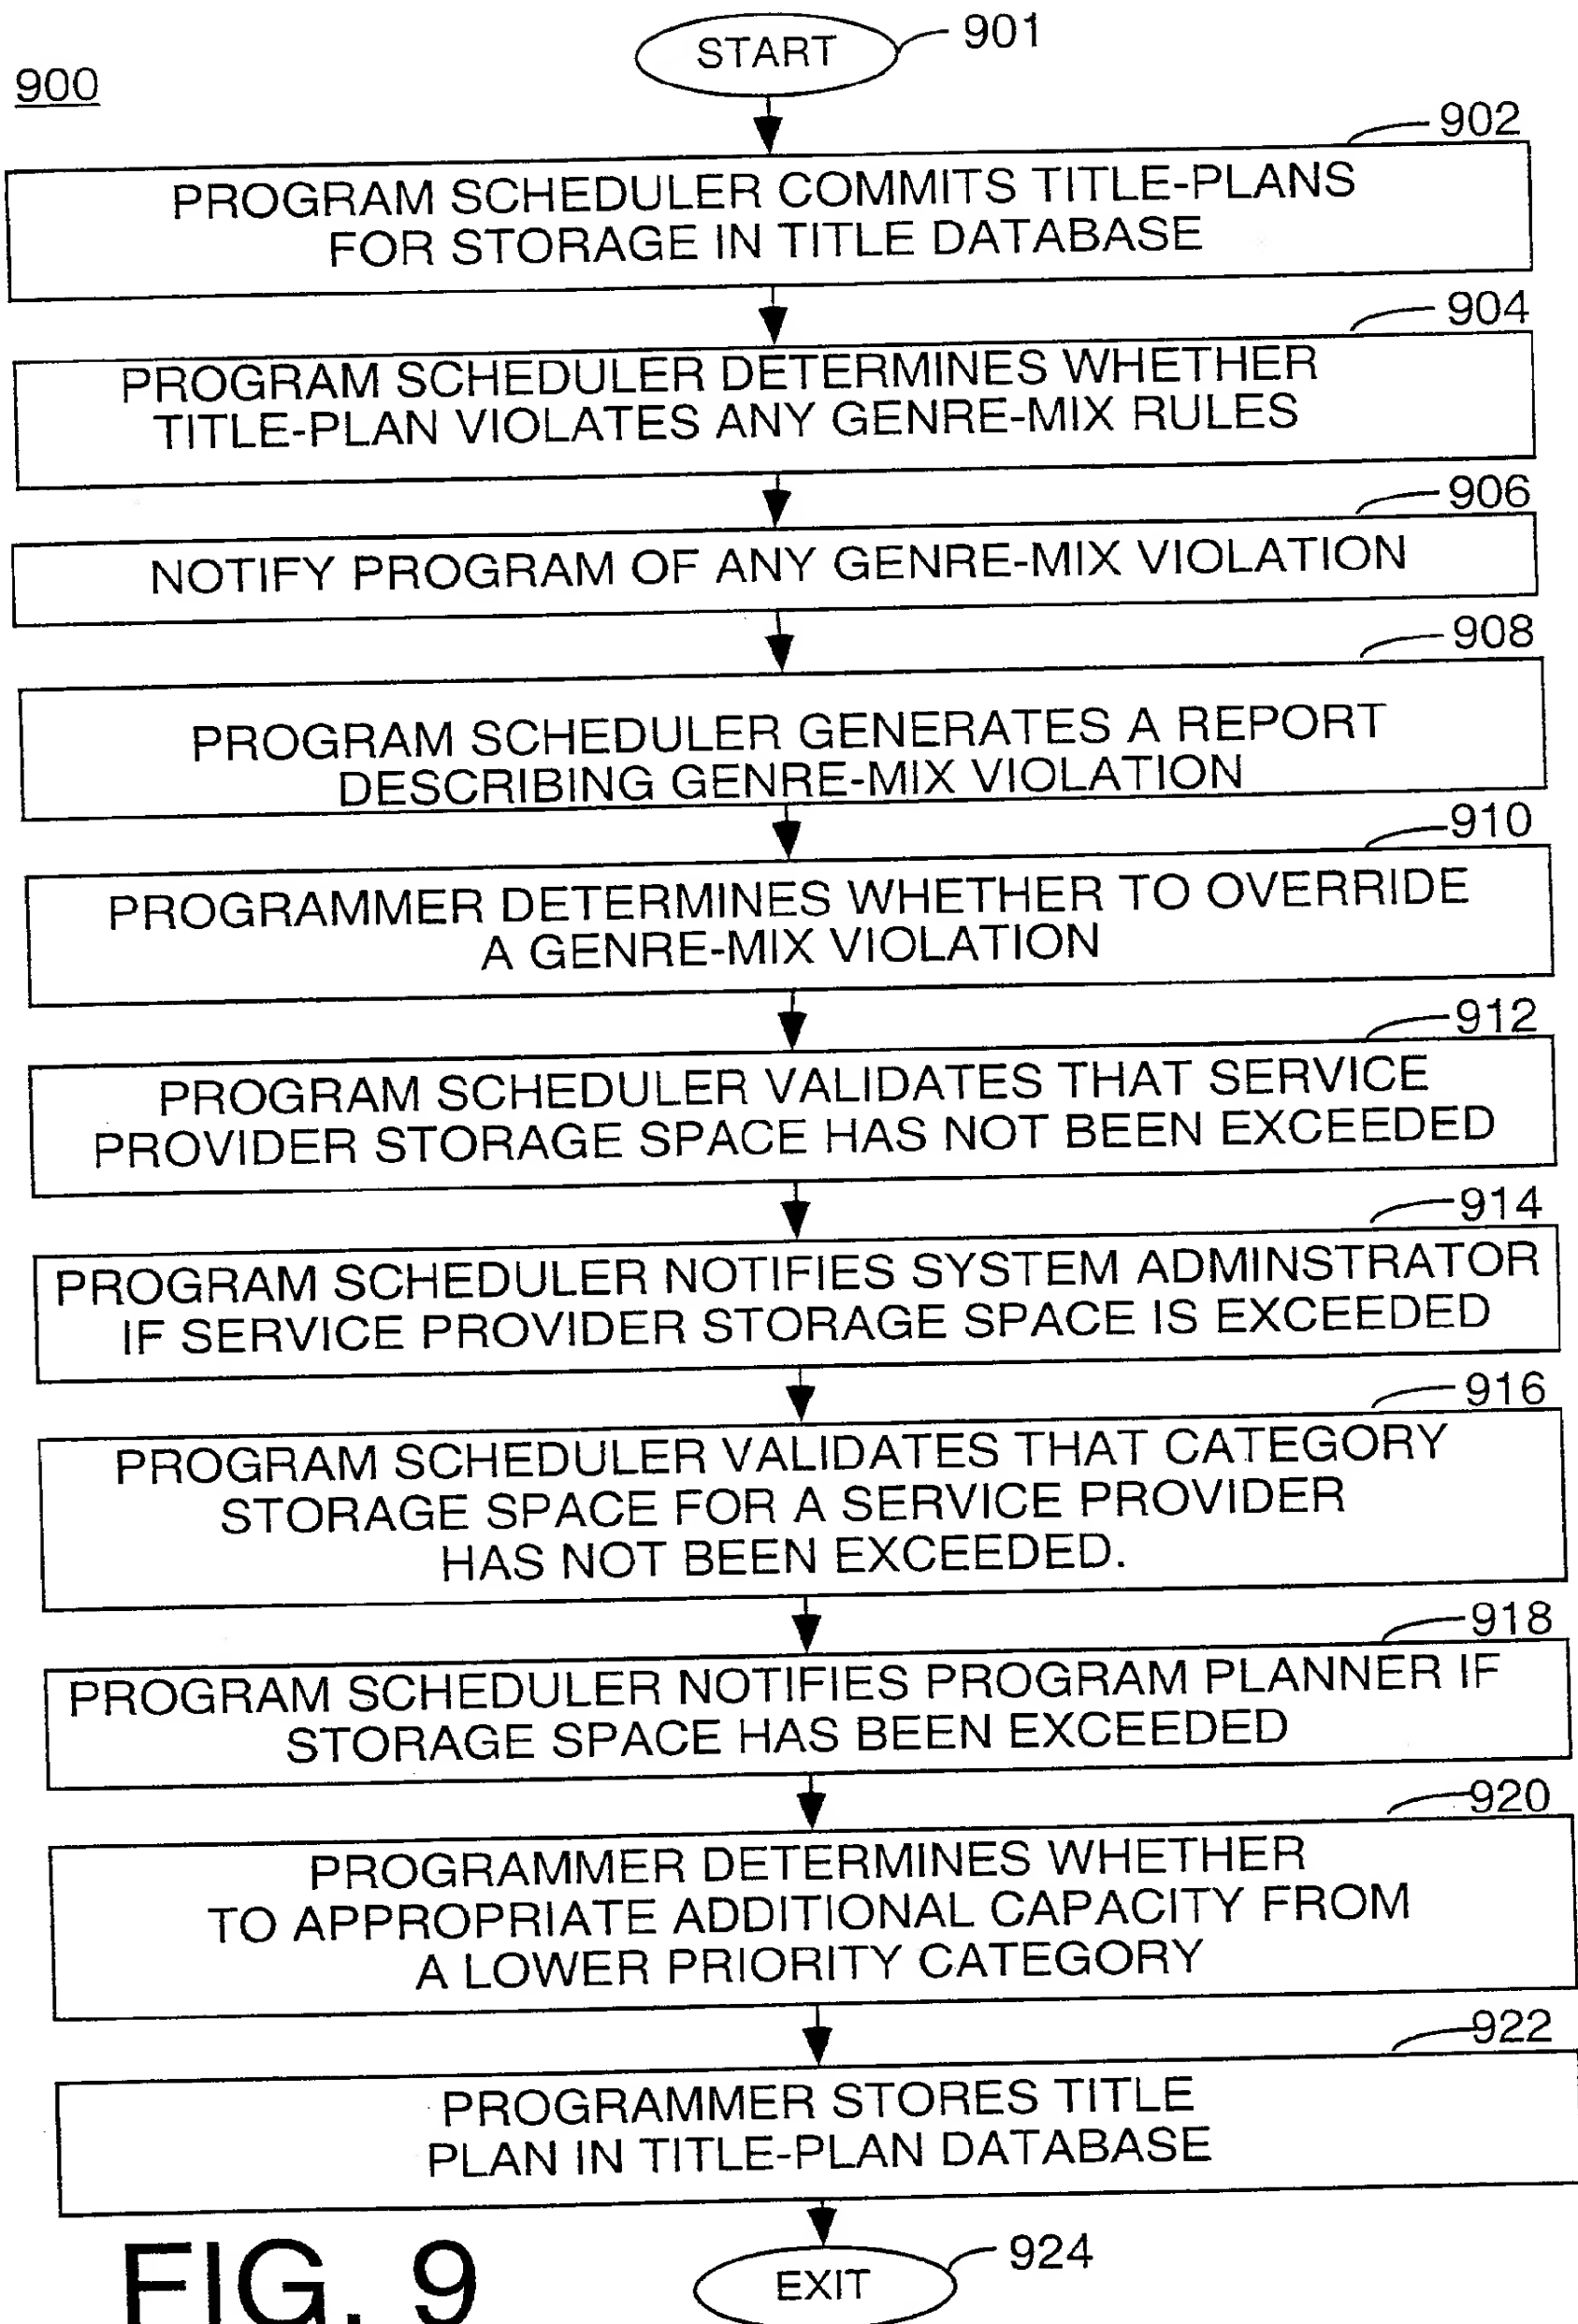 START
901
900
902
PROGRAM SCHEDULER COMMITS TITLE-PLANS
FOR STORAGE IN TITLE DATABASE
904
PROGRAM SCHEDULER DETERMINES WHETHER
TITLE-PLAN VIOLATES ANY GENRE-MIX RULES
906
NOTIFY PROGRAM OF ANY GENRE-MIX VIOLATION
908
PROGRAM SCHEDULER GENERATES A REPORT
DESCRIBING GENRE-MIX VIOLATION
910
PROGRAMMER DETERMINES WHETHER TO OVERRIDE
A GENRE-MIX VIOLATION
912
PROGRAM SCHEDULER VALIDATES THAT SERVICE
PROVIDER STORAGE SPACE HAS NOT BEEN EXCEEDED
914
PROGRAM SCHEDULER NOTIFIES SYSTEM ADMINSTRATOR
IF SERVICE PROVIDER STORAGE SPACE IS EXCEEDED
916
PROGRAM SCHEDULER VALIDATES THAT CATEGORY
STORAGE SPACE FOR A SERVICE PROVIDER
HAS NOT BEEN EXCEEDED.
918
PROGRAM SCHEDULER NOTIFIES PROGRAM PLANNER IF
STORAGE SPACE HAS BEEN EXCEEDED
920
PROGRAMMER DETERMINES WHETHER
TO APPROPRIATE ADDITIONAL CAPACITY FROM
A LOWER PRIORITY CATEGORY
922
PROGRAMMER STORES TITLE
PLAN IN TITLE-PLAN DATABASE
924
EXIT
FIG. 9